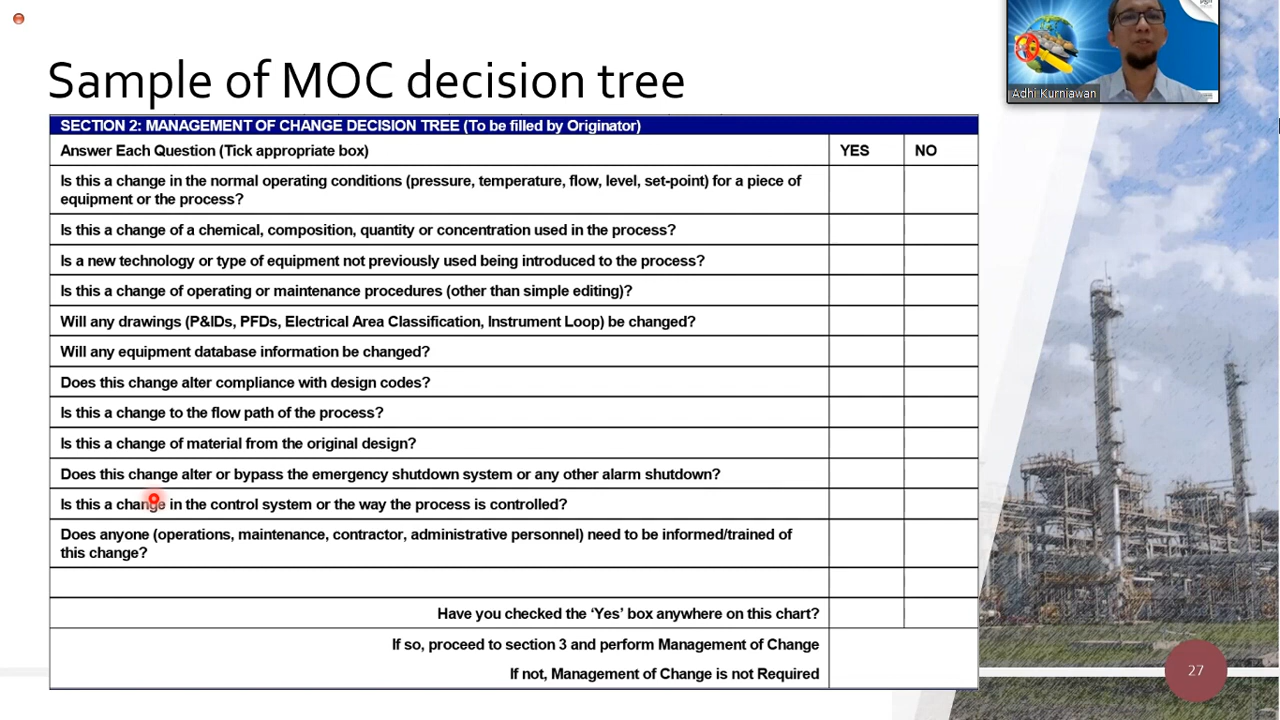 Adhi Kurniawan
Sample of MOC decision tree
SECTION 2: MANAGEMENT OF CHANGE DECISION TREE (To be filled by Originator)
Answer Each Question (Tick appropriate box) YES NO
Is this a change in the normal operating conditions (pressure, temperature, flow, level, set-point) for a piece of
equipment or the process?
Is this a change of a chemical, composition, quantity or concentration used in the process?
Is a new technology or type of equipment not previously used being introduced to the process?
Is this a change of operating or maintenance procedures (other than simple editing)?
Will any drawings (P&IDs, PFDs, Electrical Area Classification, Instrument Loop) be changed?
Will any equipment database information be changed?
Does this change alter compliance with design codes?
Is this a change to the flow path of the process?
Is this a change of material from the original design?
Does this change alter or bypass the emergency shutdown system or any other alarm shutdown?
Is this a change in the control system or the way the process is controlled?
Does anyone (operations, maintenance, contractor, administrative personnel) need to be informed/trained of
this change?
Have you checked the ‘Yes’ box anywhere on this chart?
If so, proceed to section 3 and perform Management of Change
If not, Management of Change is not Required
27